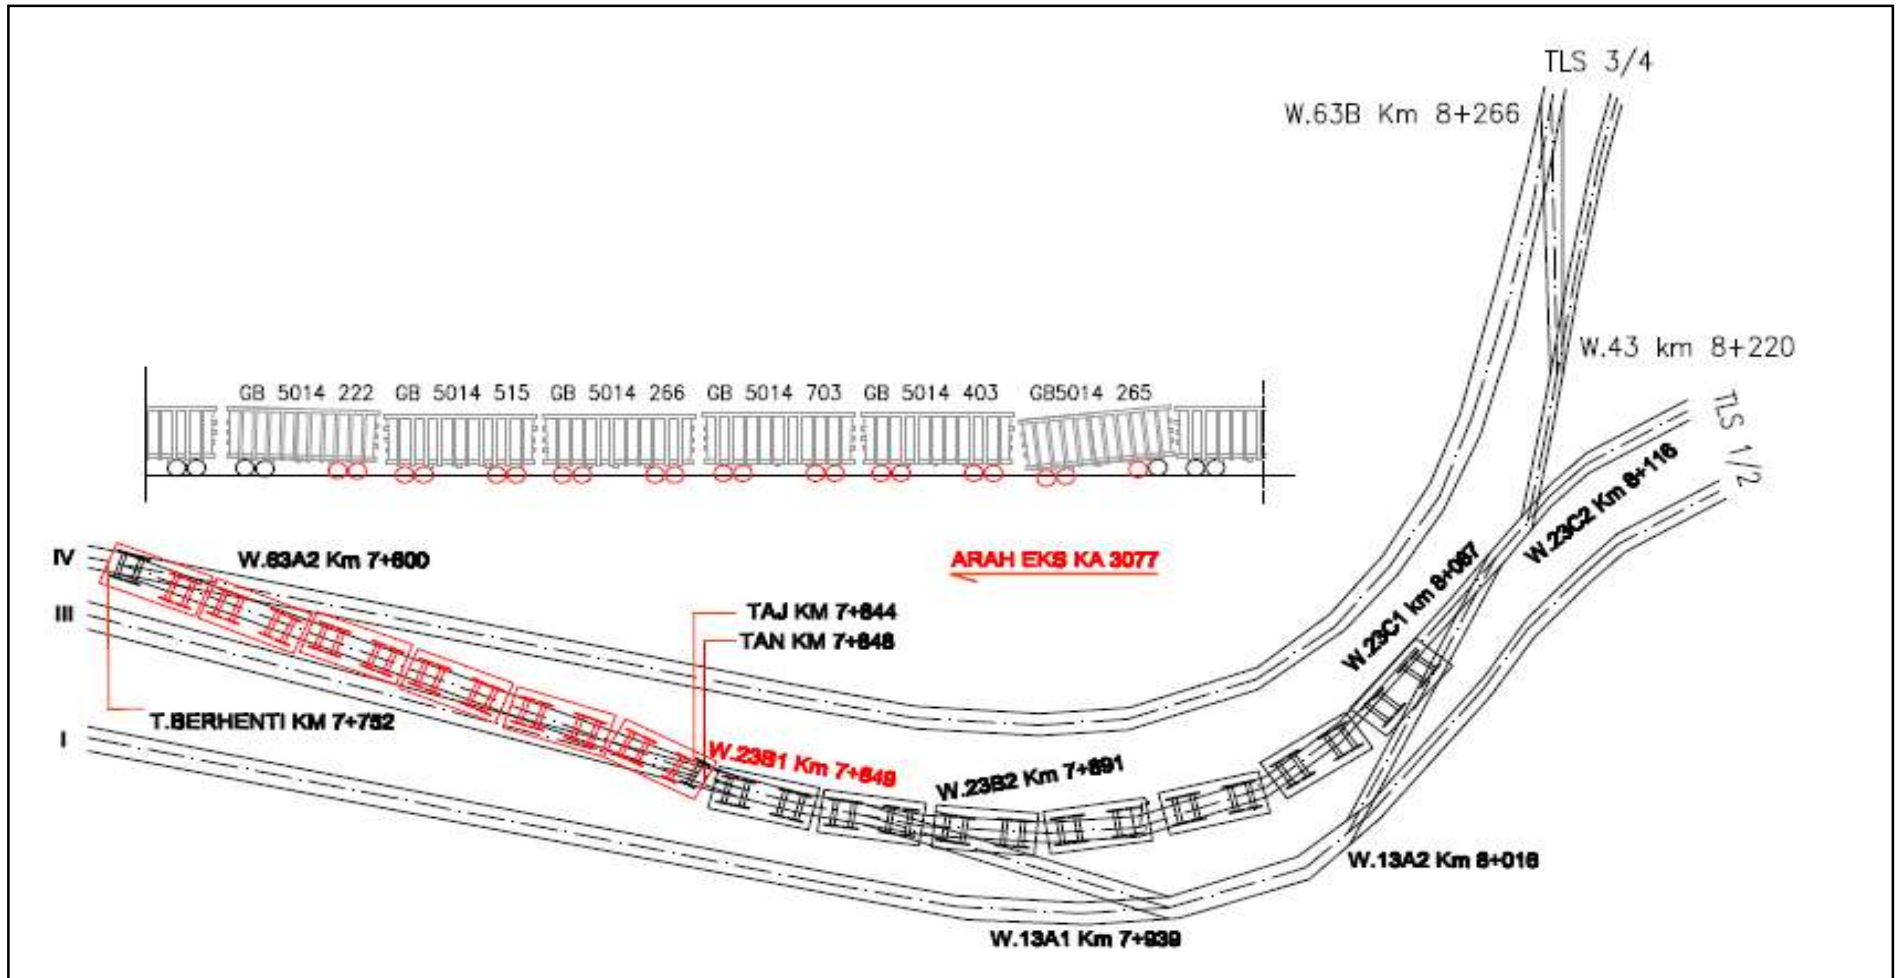 TLS 3/4
W.63B Km 8+266
W.43 km 8+220
GB 5014 222
GB 5014 515
GB 5014 266
GB 5014 703
GB 5014 403
GB5014 265
TLS 1/2
W.23C2 Km 8+116
W.23C1 km 8+087
IV
W.63A2 Km 7+800
ARAH EKS KA 3077
III
TAJ KM 7+844
TAN KM 7+848
T.BERHENTI KM 7+752
I
W.23B1 Km 7+849
W.23B2 Km 7+891
W.13A2 Km 8+016
W.13A1 Km 7+939